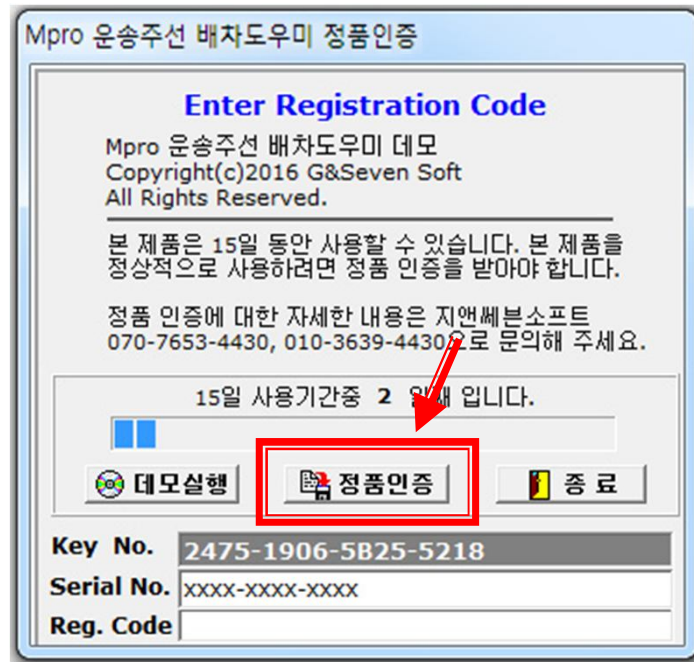 Mpro 운송주선 배차도우미 정품인증
Enter Registration Code
Mpro 운송주선 배차도우미 데모
Copyright(c)2016 G&Seven Soft
All Rights Reserved.
본 제품은 15일 동안 사용할 수 있습니다. 본 제품을
정상적으로 사용하려면 정품 인증을 받아야 합니다.
정품 인증에 대한 자세한 내용은 지앤쎄븐소프트
070-7653-4430, 010-3639-4430으로 문의해 주세요.
15일 사용기간중 2 일째 입니다.
데모실행 정품인증 종 료
Key No. 2475-1906-5B25-5218
Serial No. xxxx-xxxx-xxxx
Reg. Code